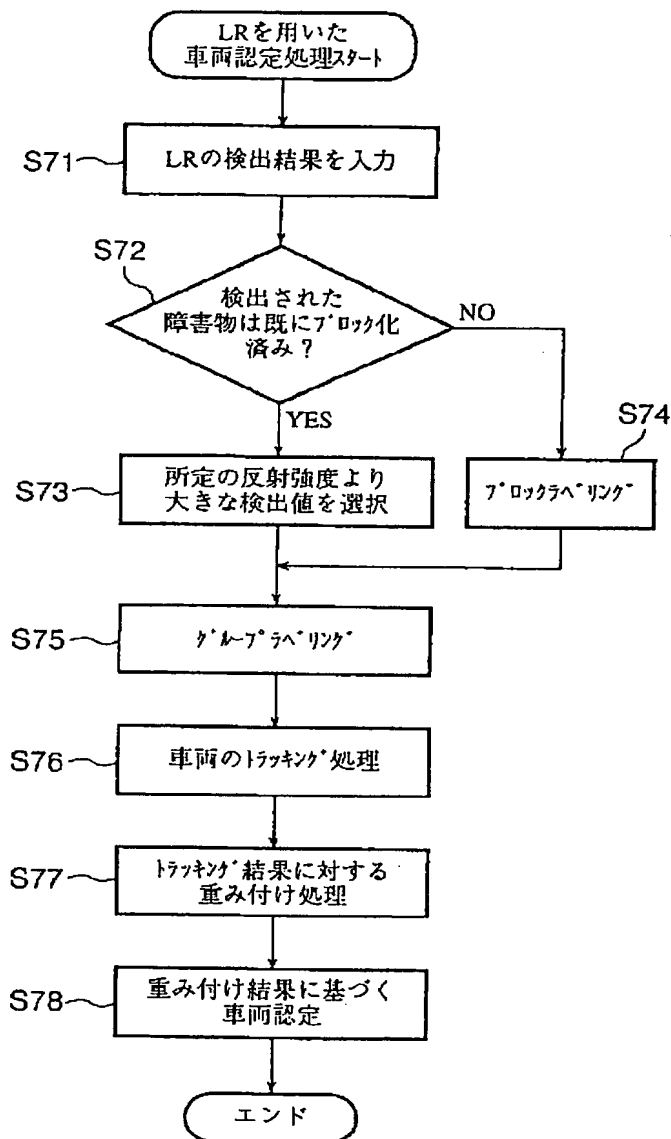 LRを用いた
車両認定処理スタート
S71
LRの検出結果を入力
S72
検出された
障害物は既にブロック化
済み？
NO
YES
S74
S73
所定の反射強度より
大きな検出値を選択
ブロックラベリング
S75
グループラベリング
S76
車両のトラッキング処理
S77
トラッキング結果に対する
重み付け処理
S78
重み付け結果に基づく
車両認定
エンド